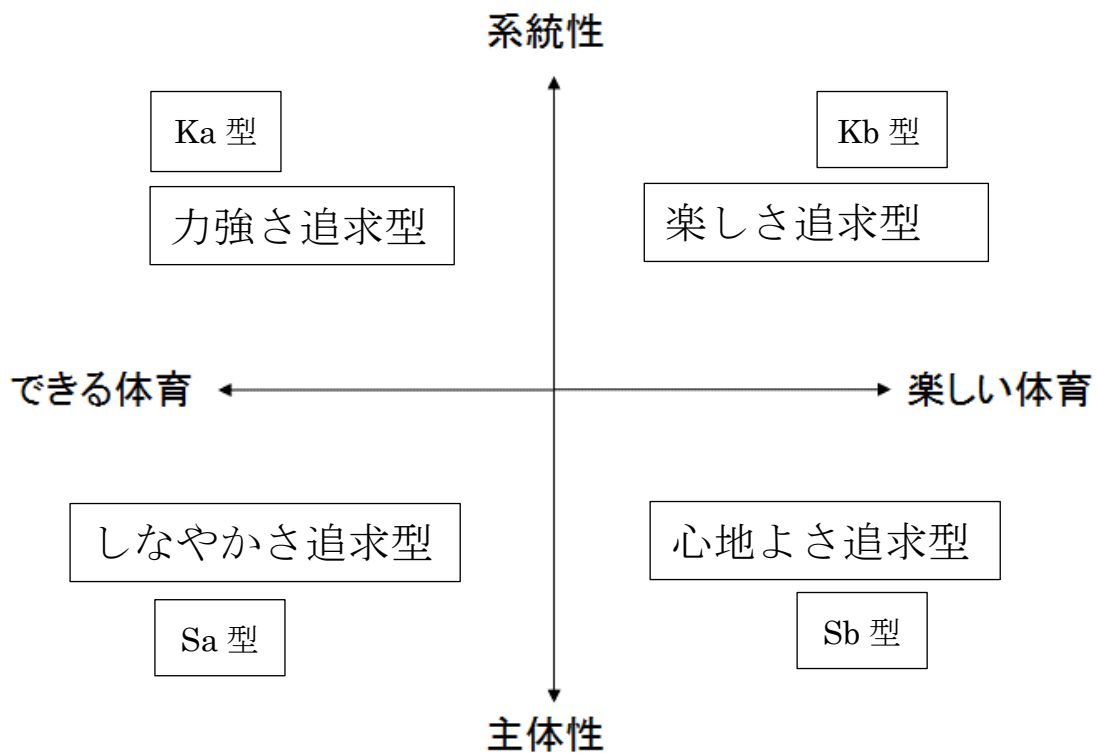 系統性
Ka 型
Kb 型
力強さ追求型
楽しさ追求型
できる体育
楽しい体育
しなやかさ追求型
心地よさ追求型
Sa 型
Sb 型
主体性